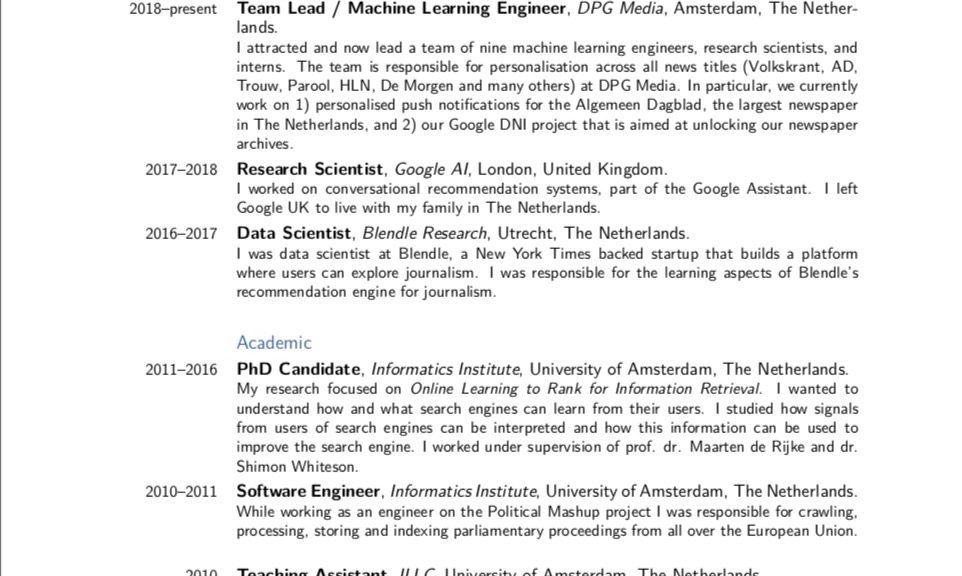 2018–present Team Lead / Machine Learning Engineer, DPG Media, Amsterdam, The Nether-
lands.
I attracted and now lead a team of nine machine learning engineers, research scientists, and
interns. The team is responsible for personalisation across all news titles (Volkskrant, AD,
Trouw, Parool, HLN, De Morgen and many others) at DPG Media. In particular, we currently
work on 1) personalised push notifications for the Algemeen Dagblad, the largest newspaper
in The Netherlands, and 2) our Google DNI project that is aimed at unlocking our newspaper
archives.
2017–2018 Research Scientist, Google AI, London, United Kingdom.
I worked on conversational recommendation systems, part of the Google Assistant. I left
Google UK to live with my family in The Netherlands.
2016–2017 Data Scientist, Blendle Research, Utrecht, The Netherlands.
I was data scientist at Blendle, a New York Times backed startup that builds a platform
where users can explore journalism. I was responsible for the learning aspects of Blendle's
recommendation engine for journalism.
Academic
2011–2016 PhD Candidate, Informatics Institute, University of Amsterdam, The Netherlands.
My research focused on Online Learning to Rank for Information Retrieval. I wanted to
understand how and what search engines can learn from their users. I studied how signals
from users of search engines can be interpreted and how this information can be used to
improve the search engine. I worked under supervision of prof. dr. Maarten de Rijke and dr.
Shimon Whiteson.
2010–2011 Software Engineer, Informatics Institute, University of Amsterdam, The Netherlands.
While working as an engineer on the Political Mashup project I was responsible for crawling,
processing, storing and indexing parliamentary proceedings from all over the European Union.
2010 Teaching Assistant, ILLC, University of Amsterdam, The Netherlands.